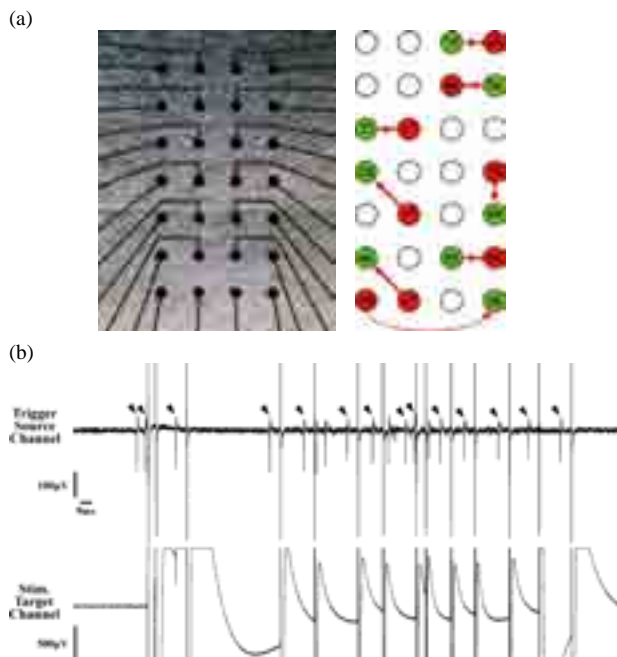 (a)
(b)
Trigger
Source
Channel
100µV
Stim.
Target
Channel
500µV